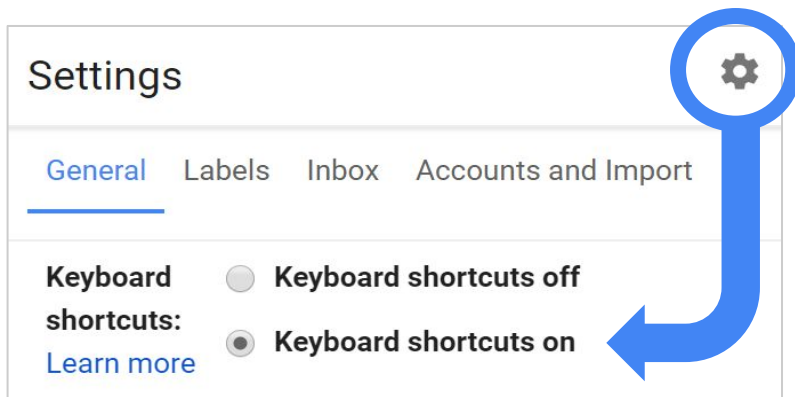 Settings
General Labels Inbox Accounts and Import
Keyboard shortcuts:
Learn more
Keyboard shortcuts off
Keyboard shortcuts on